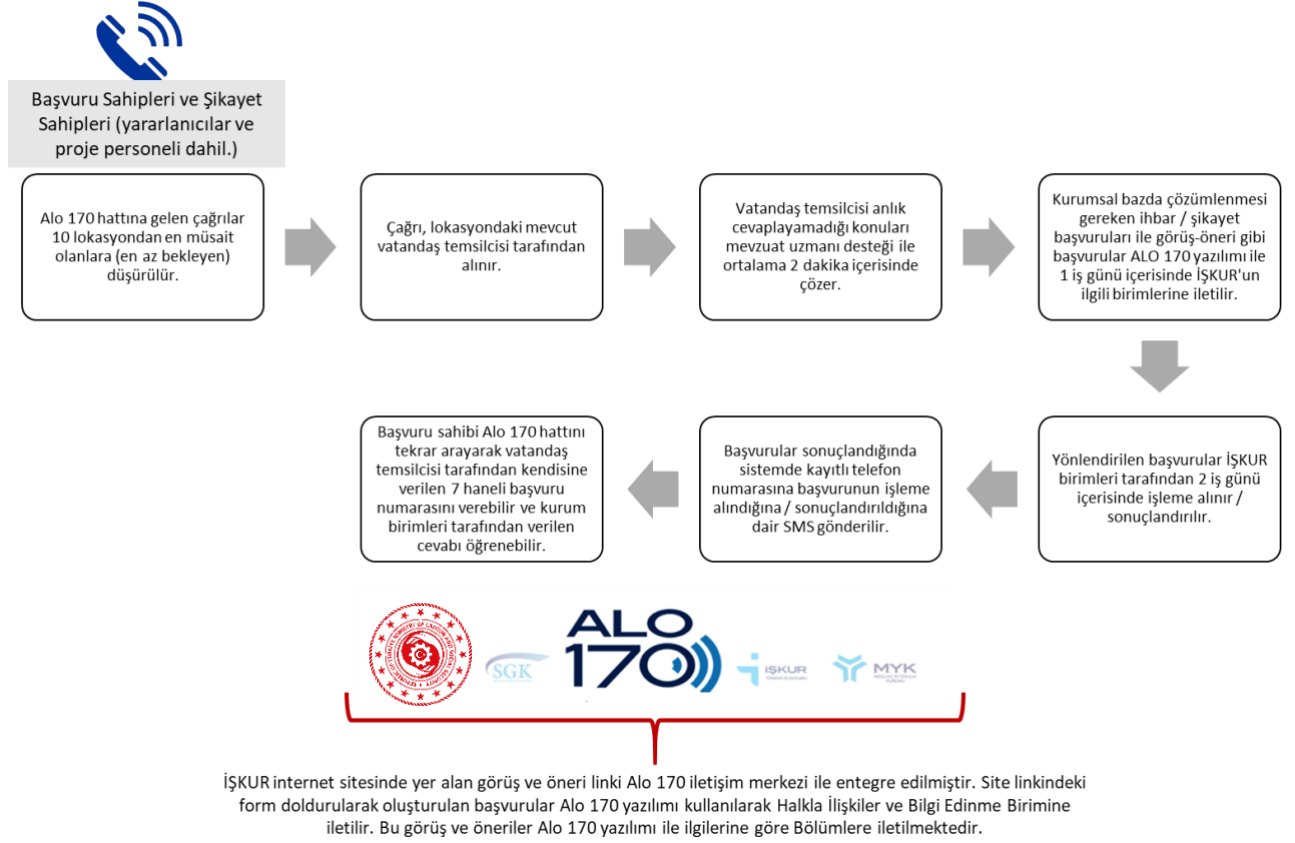 Başvuru Sahipleri ve Şikayet
Sahipleri (yararlanıcılar ve
proje personeli dahil.)
Alo 170 hattına gelen çağrılar
10 lokasyondan en müsait
olanlara (en az bekleyen)
düşürülür.
Çağrı, lokasyondaki mevcut
vatandaş temsilcisi tarafından
alınır.
Vatandaş temsilcisi anlık
cevaplayamadığı konuları
mevzuat uzmanı desteği ile
ortalama 2 dakika içerisinde
çözer.
Kurumsal bazda çözümlenmesi
gereken ihbar / şikayet
başvuruları ile görüş-öneri gibi
başvurular ALO 170 yazılımı ile
1 iş günü içerisinde İŞKUR'un
ilgili birimlerine iletilir.
Yönlendirilen başvurular İŞKUR
birimleri tarafından 2 iş günü
içerisinde işleme alınır /
sonuçlandırılır.
Başvurular sonuçlandığında
sistemde kayıtlı telefon
numarasına başvurunun işleme
alındığına / sonuçlandırıldığına
dair SMS gönderilir.
Başvuru sahibi Alo 170 hattını
tekrar arayarak vatandaş
temsilcisi tarafından kendisine
verilen 7 haneli başvuru
numarasını verebilir ve kurum
birimleri tarafından verilen
cevabı öğrenebilir.
SGK
ALO
170
İŞKUR
MYK
İŞKUR internet sitesinde yer alan görüş ve öneri linki Alo 170 iletişim merkezi ile entegre edilmiştir. Site linkindeki
form doldurularak oluşturulan başvurular Alo 170 yazılımı kullanılarak Halkla İlişkiler ve Bilgi Edinme Birimine
iletilir. Bu görüş ve öneriler Alo 170 yazılımı ile ilgilerine göre Bölümlere iletilmektedir.